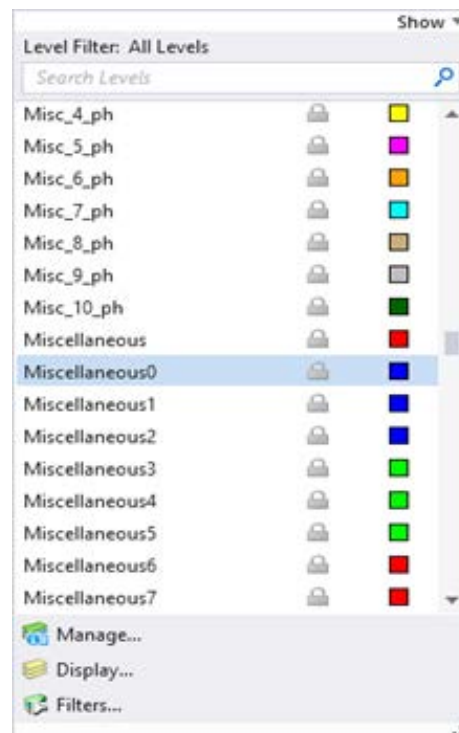 Show
Level Filter: All Levels
Search Levels
Misc_4_ph
Misc_5_ph
Misc_6_ph
Misc_7_ph
Misc_8_ph
Misc_9_ph
Misc_10_ph
Miscellaneous
Miscellaneous0
Miscellaneous1
Miscellaneous2
Miscellaneous3
Miscellaneous4
Miscellaneous5
Miscellaneous6
Miscellaneous7
Manage...
Display...
Filters...